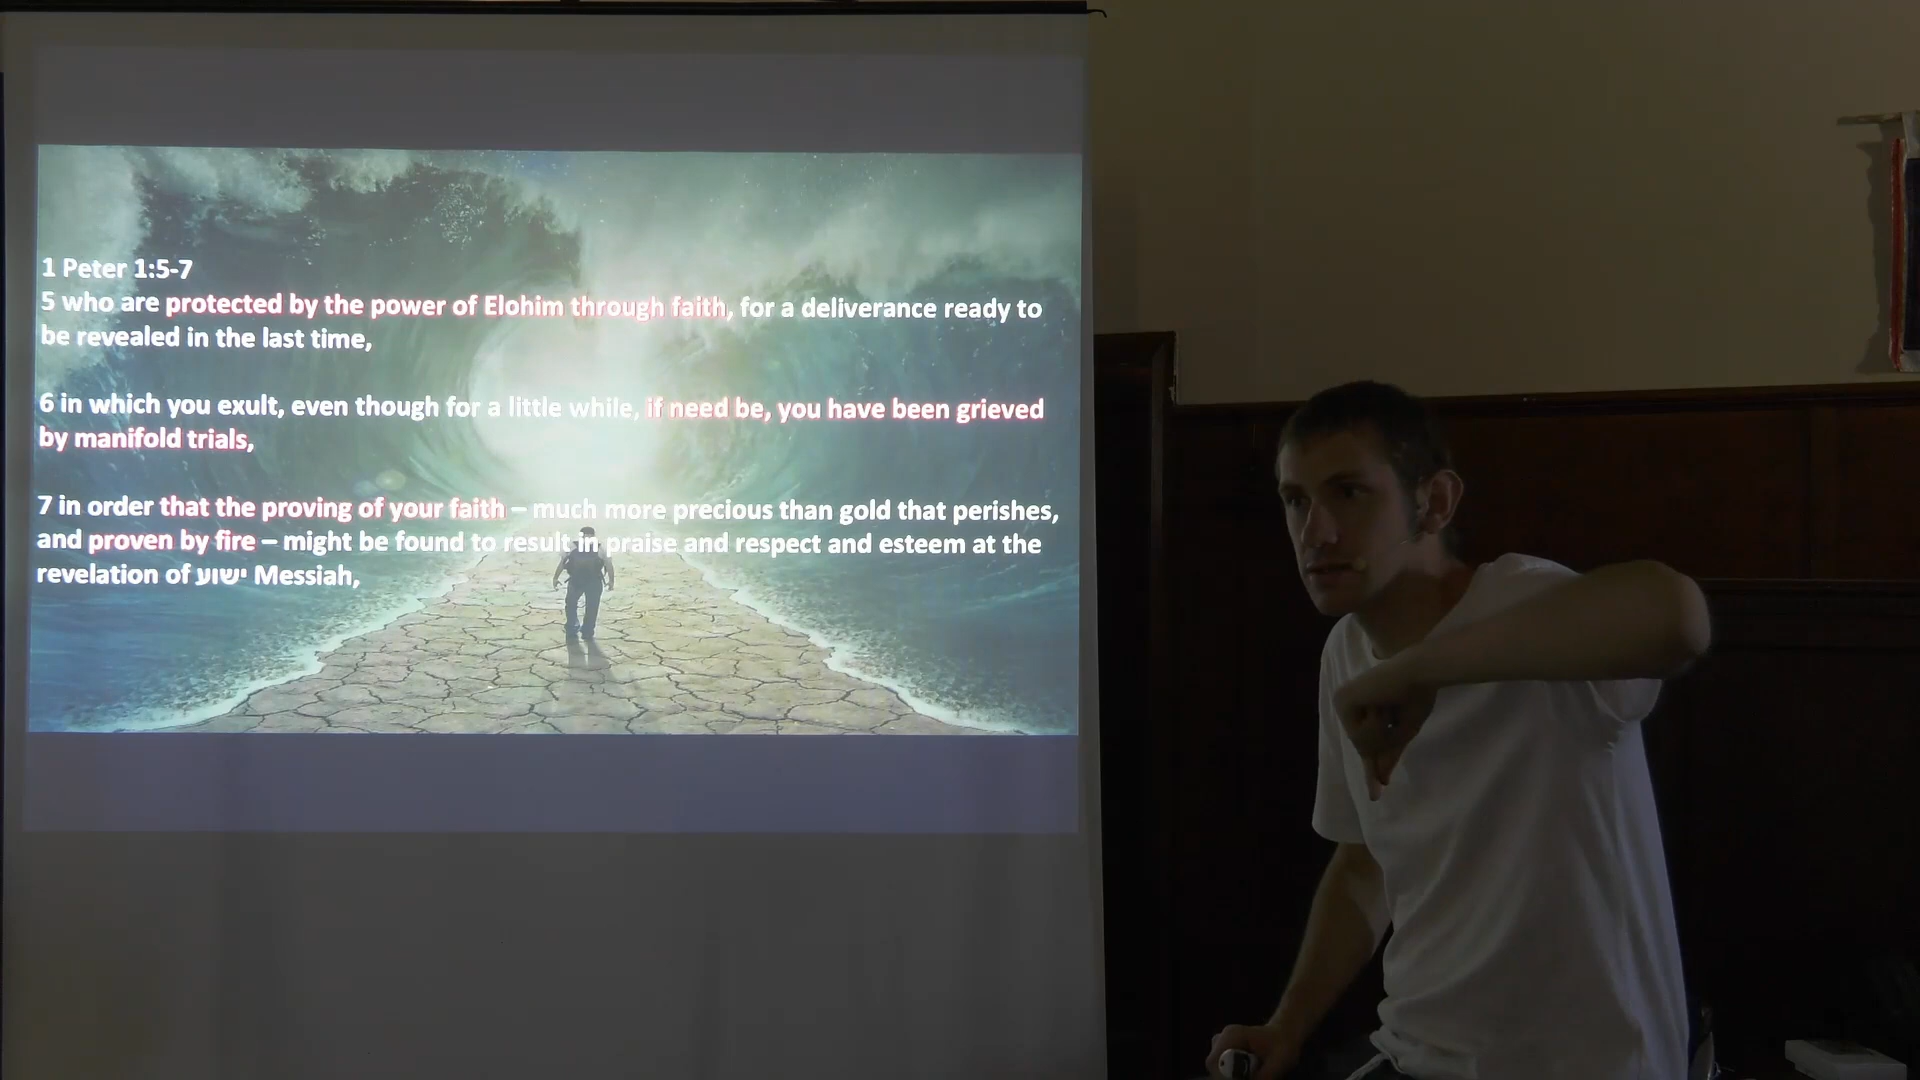 1 Peter 1:5-7
5 who are protected by the power of Elohim through faith, for a deliverance ready to
be revealed in the last time,
6 in which you exult, even though for a little while, if need be, you have been grieved
by manifold trials,
7 in order that the proving of your faith – much more precious than gold that perishes,
and proven by fire – might be found to result in praise and respect and esteem at the
revelation of ישוע Messiah,